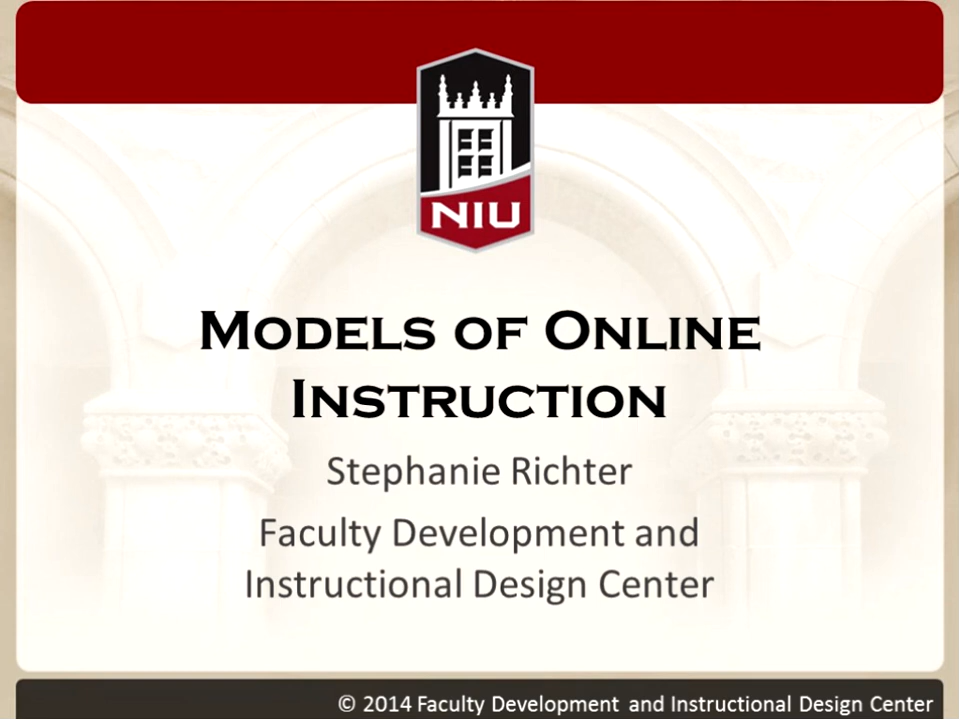 NIU
Models of Online
Instruction
Stephanie Richter
Faculty Development and
Instructional Design Center
© 2014 Faculty Development and Instructional Design Center